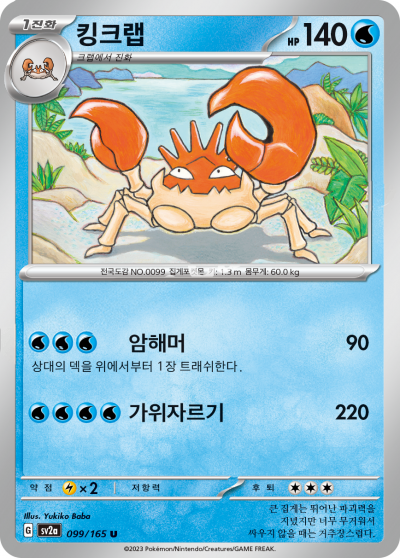 1진화
킹크랩
HP 140
크랩에서 진화
전국도감 NO.0099 집게포켓몬 키: 1.3 m 몸무게: 60.0 kg
암해머 90
상대의 덱을 위에서부터 1장 트래쉬한다.
가위자르기 220
약점 ×2 저항력 후퇴
Illus. Yukiko Baba
G sv2a 099/165 U
큰 집게는 뛰어난 파괴력을
지녔지만 너무 무거워서
싸우지 않을 때는 거추장스럽다.
©2023 Pokémon/Nintendo/Creatures/GAME FREAK.